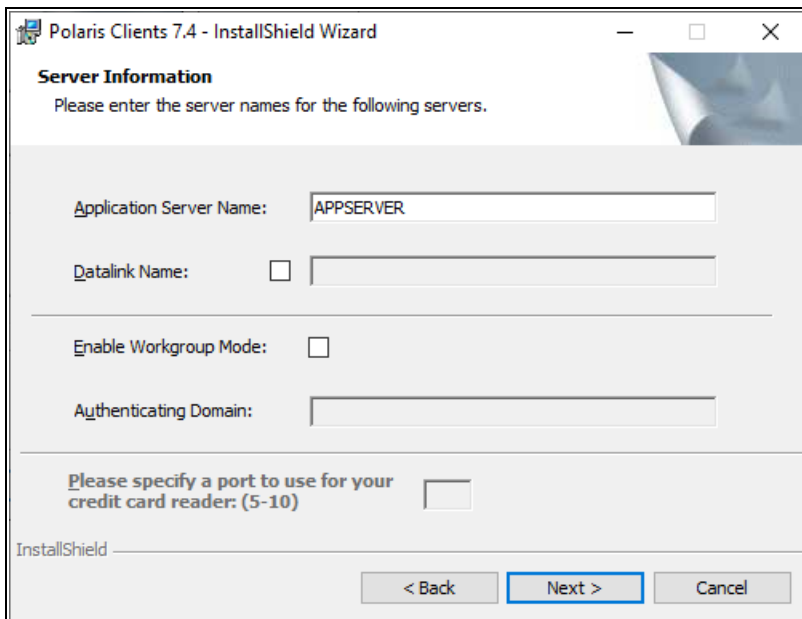 Polaris Clients 7.4 - InstallShield Wizard
Server Information
Please enter the server names for the following servers.
Application Server Name:
APPSERVER
Datalink Name:
Enable Workgroup Mode:
Authenticating Domain:
Please specify a port to use for your
credit card reader: (5-10)
InstallShield
< Back
Next >
Cancel